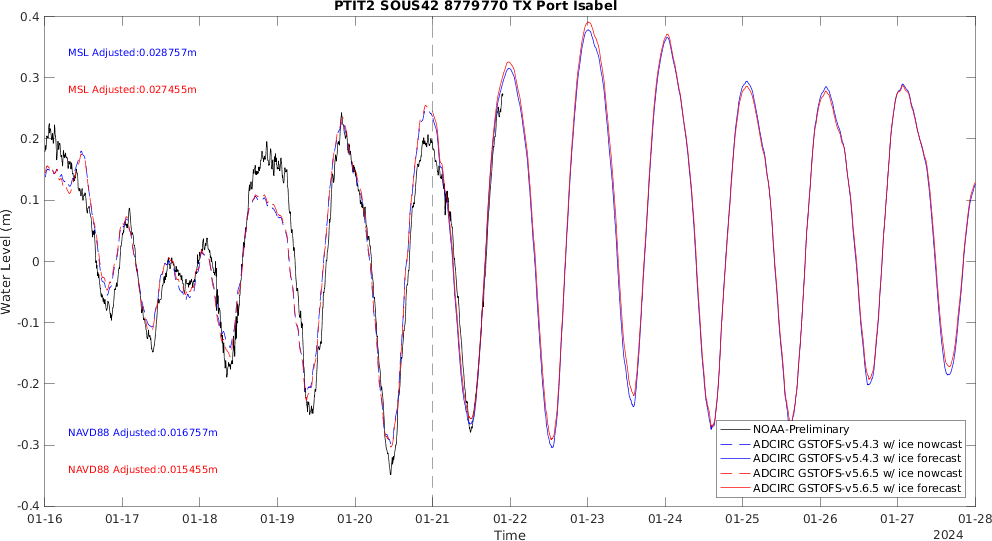 PTIT2 SOUS42 8779770 TX Port Isabel
0.4
0.3
0.2
0.1
0
-0.1
-0.2
-0.3
-0.4
Water Level (m)
MSL Adjusted:0.028757m
MSL Adjusted:0.027455m
NAVD88 Adjusted:0.016757m
NAVD88 Adjusted:0.015455m
NOAA-Preliminary
ADCIRC GSTOFS-v5.4.3 w/ ice nowcast
ADCIRC GSTOFS-v5.4.3 w/ ice forecast
ADCIRC GSTOFS-v5.6.5 w/ ice nowcast
ADCIRC GSTOFS-v5.6.5 w/ ice forecast
01-16 01-17 01-18 01-19 01-20 01-21 01-22 01-23 01-24 01-25 01-26 01-27 01-28
Time
2024